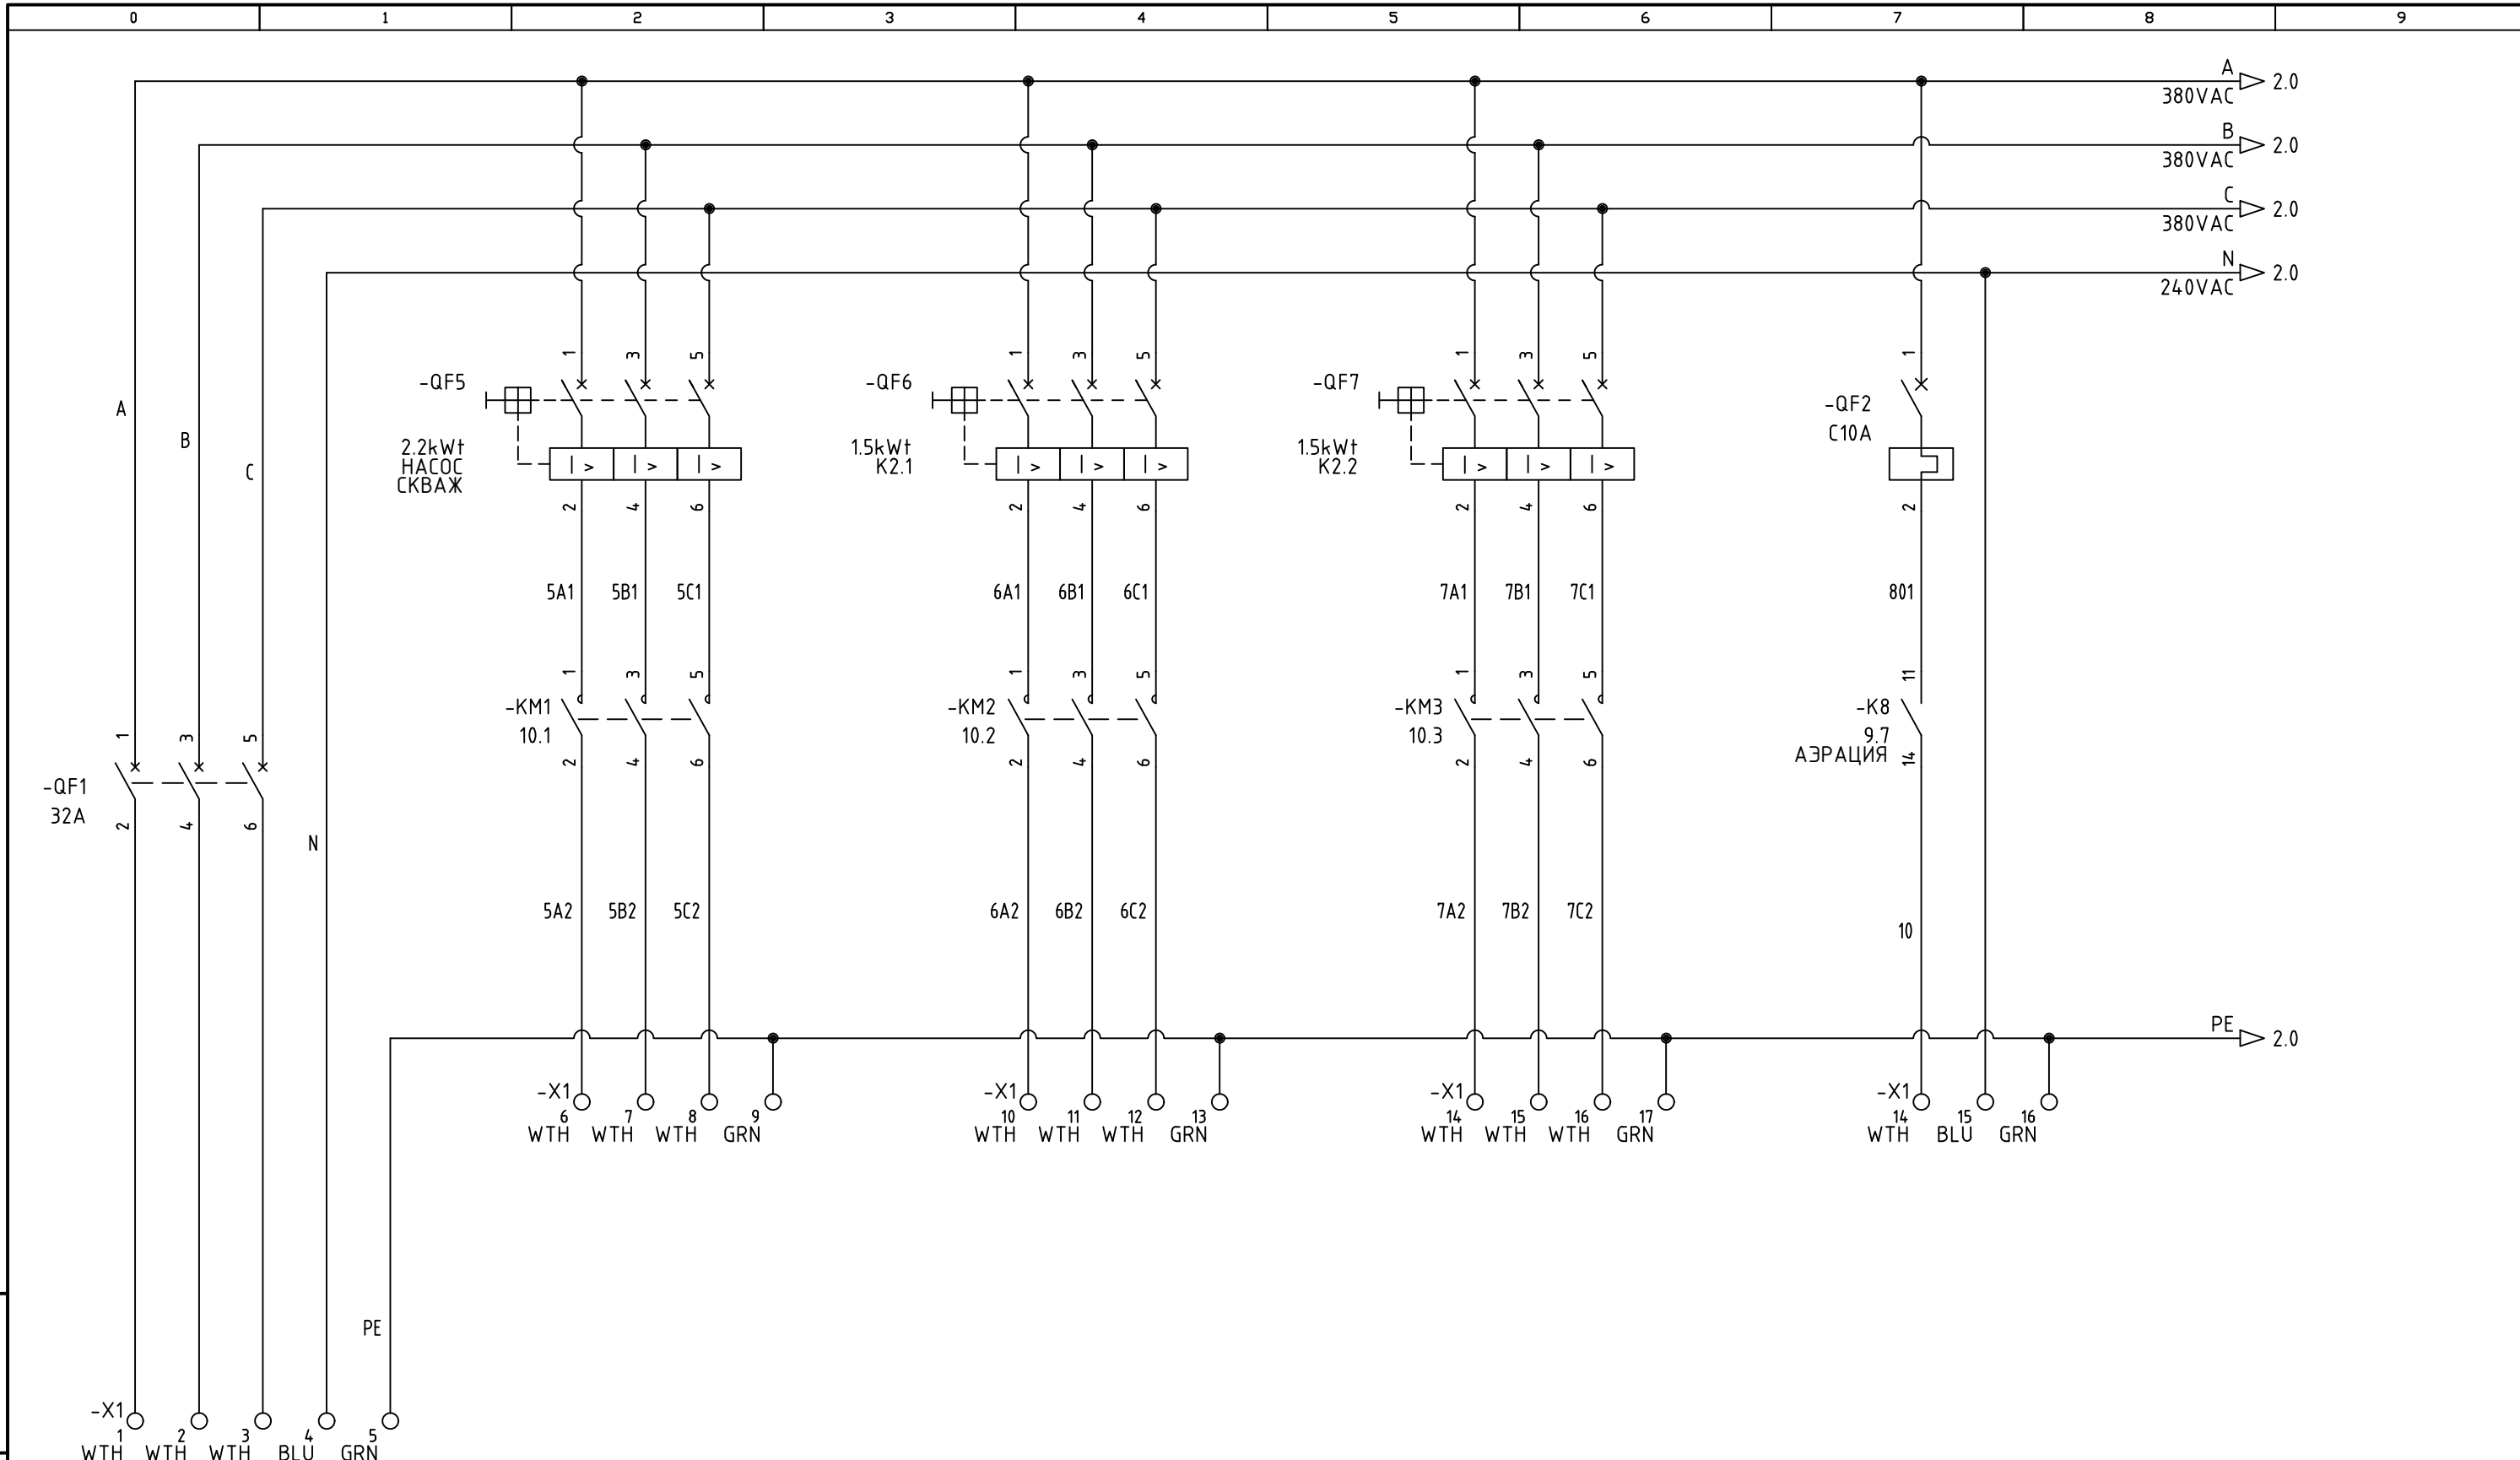 0 1 2 3 4 5 6 7 8 9
A
2.0
380VAC
B
2.0
380VAC
C
2.0
380VAC
N
2.0
240VAC
1 3 5 1 3 5 1 3 5 1
-QF5 -QF6 -QF7
-QF2
C10A
A
B
C
2.2kWt
НАСОС
СКВАЖ
I > I > I >
1.5kWt
K2.1
I > I > I >
1.5kWt
K2.2
I > I > I >
2 4 6 2 4 6 2 4 6 2
5A1 5B1 5C1 6A1 6B1 6C1 7A1 7B1 7C1 801
1 3 5 1 3 5 1 3 5 11
-KM1
10.1
-KM2
10.2
-KM3
10.3
-K8
9.7
АЭРАЦИЯ
2 4 6 2 4 6 2 4 6 14
1 3 5
-QF1
32A
2 4 6
N
5A2 5B2 5C2 6A2 6B2 6C2 7A2 7B2 7C2 10
PE
2.0
-X1 -X1 -X1 -X1
6 7 8 9 10 11 12 13 14 15 16 17 14 15 16
WTH WTH WTH GRN WTH WTH WTH GRN WTH WTH WTH GRN WTH BLU GRN
PE
-X1
1 2 3 4 5
WTH WTH WTH BLU GRN